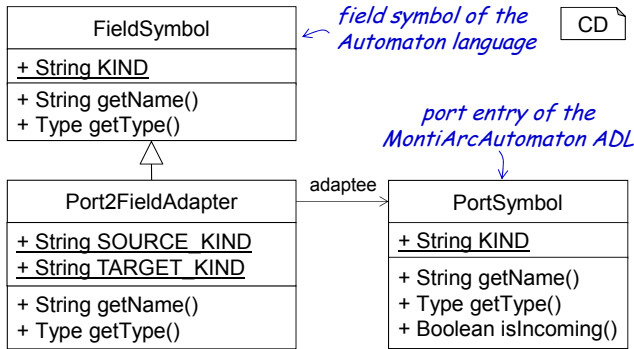 FieldSymbol
+ String KIND
+ String getName()
+ Type getType()
field symbol of the
Automaton language
CD
port entry of the
MontiArcAutomaton ADL
Port2FieldAdapter
+ String SOURCE_KIND
+ String TARGET_KIND
+ String getName()
+ Type getType()
adaptee
PortSymbol
+ String KIND
+ String getName()
+ Type getType()
+ Boolean isIncoming()